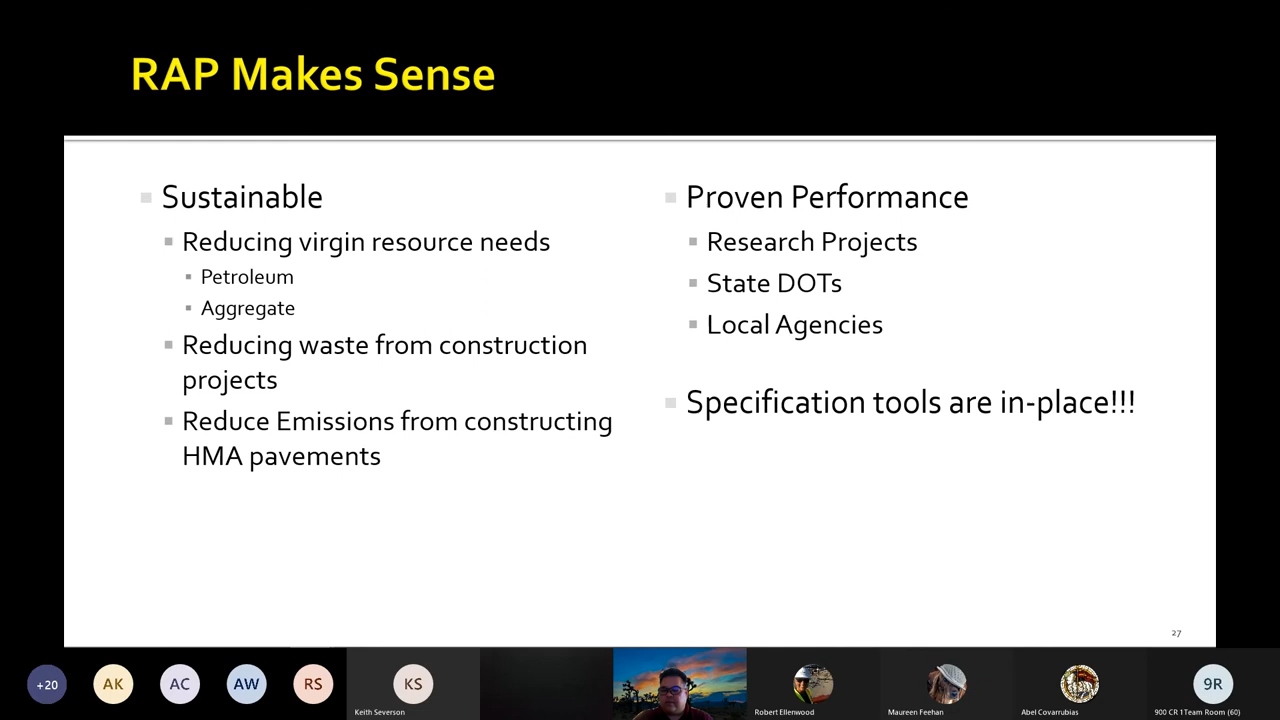 RAP Makes Sense
Sustainable
Reducing virgin resource needs
Petroleum
Aggregate
Reducing waste from construction
projects
Reduce Emissions from constructing
HMA pavements
Proven Performance
Research Projects
State DOTs
Local Agencies
Specification tools are in-place!!!
27
+20
AK
AC
AW
RS
KS
9R
Keith Severson
Robert Ellenwood
Maureen Feehan
Abel Covarrubias
900 CR 1Team Room (60)